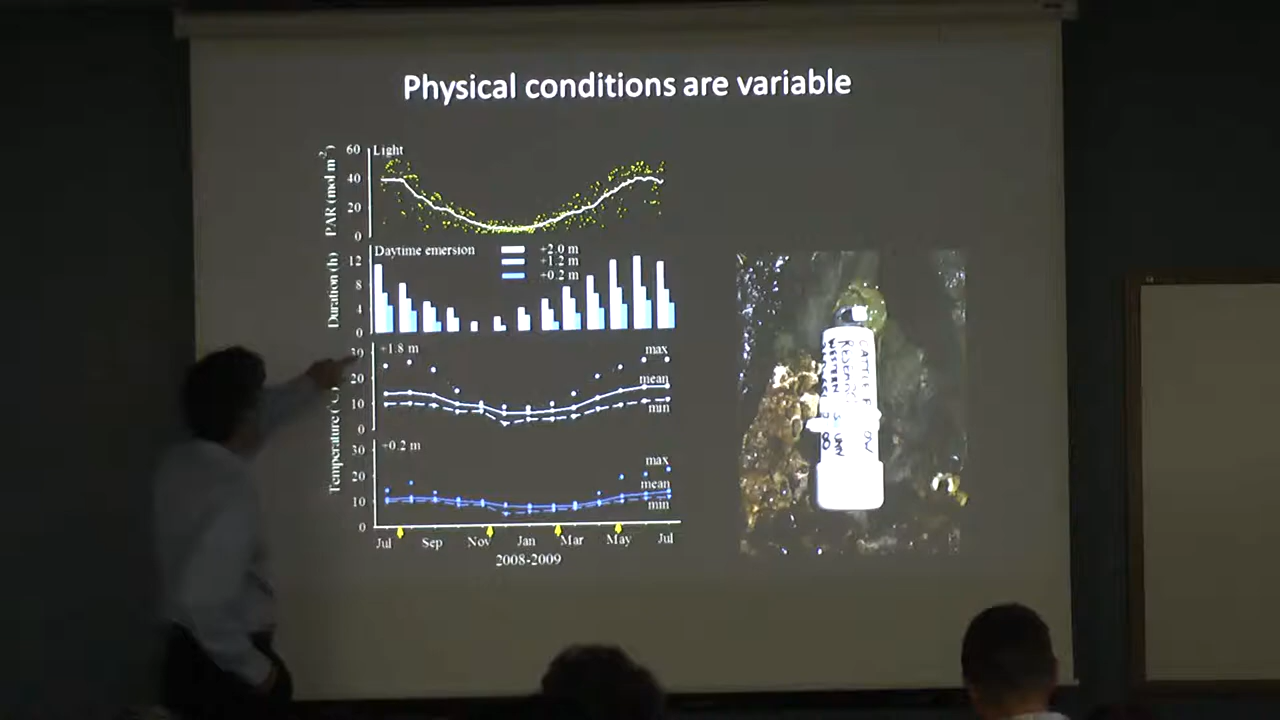 Physical conditions are variable
60
Light
40
20
0
PAR (mol m⁻²)
Daytime emersion
+2.0 m
+1.2 m
+0.2 m
12
8
4
0
Duration (h)
+1.8 m
30
20
10
0
max
mean
min
+0.2 m
30
20
10
0
max
mean
min
Temperature (°C)
Jul Sep Nov Jan Mar May Jul
2008-2009
WESTERN